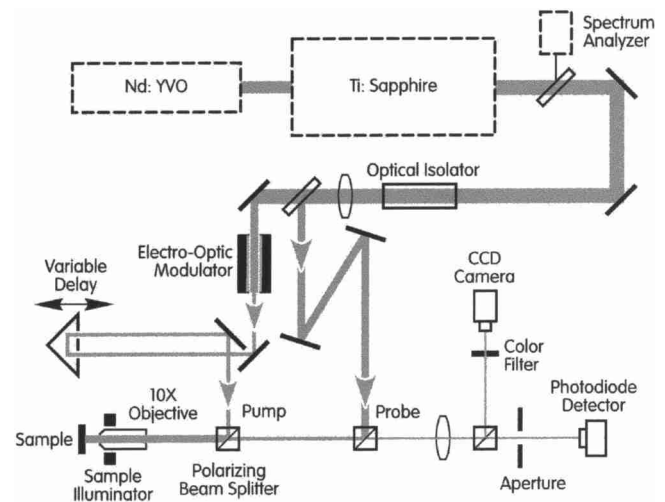 Spectrum
Analyzer
Nd: YVO
Ti: Sapphire
Optical Isolator
Electro-Optic
Modulator
CCD
Camera
Variable
Delay
Color
Filter
10X
Objective
Pump
Probe
Photodiode
Detector
Sample
Sample
Illuminator
Polarizing
Beam Splitter
Aperture